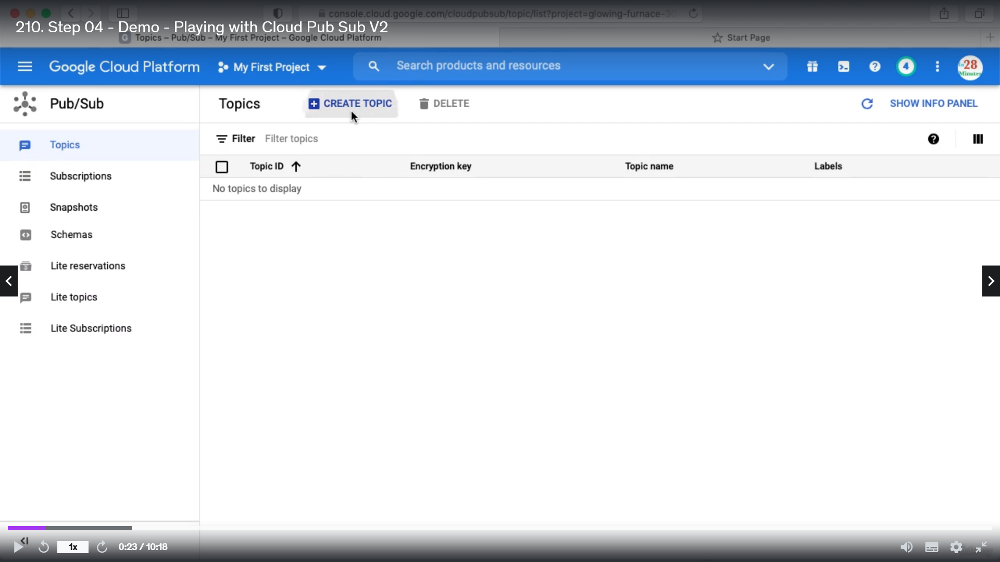 console.cloud.google.com/cloudpubsub/topic/list?project=glowing-furnace-30
210. Step 04 - Demo - Playing with Cloud Pub Sub V2
G Topics – Pub/Sub – My First Project – Google Cloud Platform
Start Page
Google Cloud Platform
My First Project
Search products and resources
4
in 28 Minutes
Pub/Sub
Topics
CREATE TOPIC
DELETE
SHOW INFO PANEL
Topics
Subscriptions
Snapshots
Schemas
Lite reservations
Lite topics
Lite Subscriptions
Filter Filter topics
Topic ID Encryption key Topic name Labels
No topics to display
1x
0:23 / 10:18